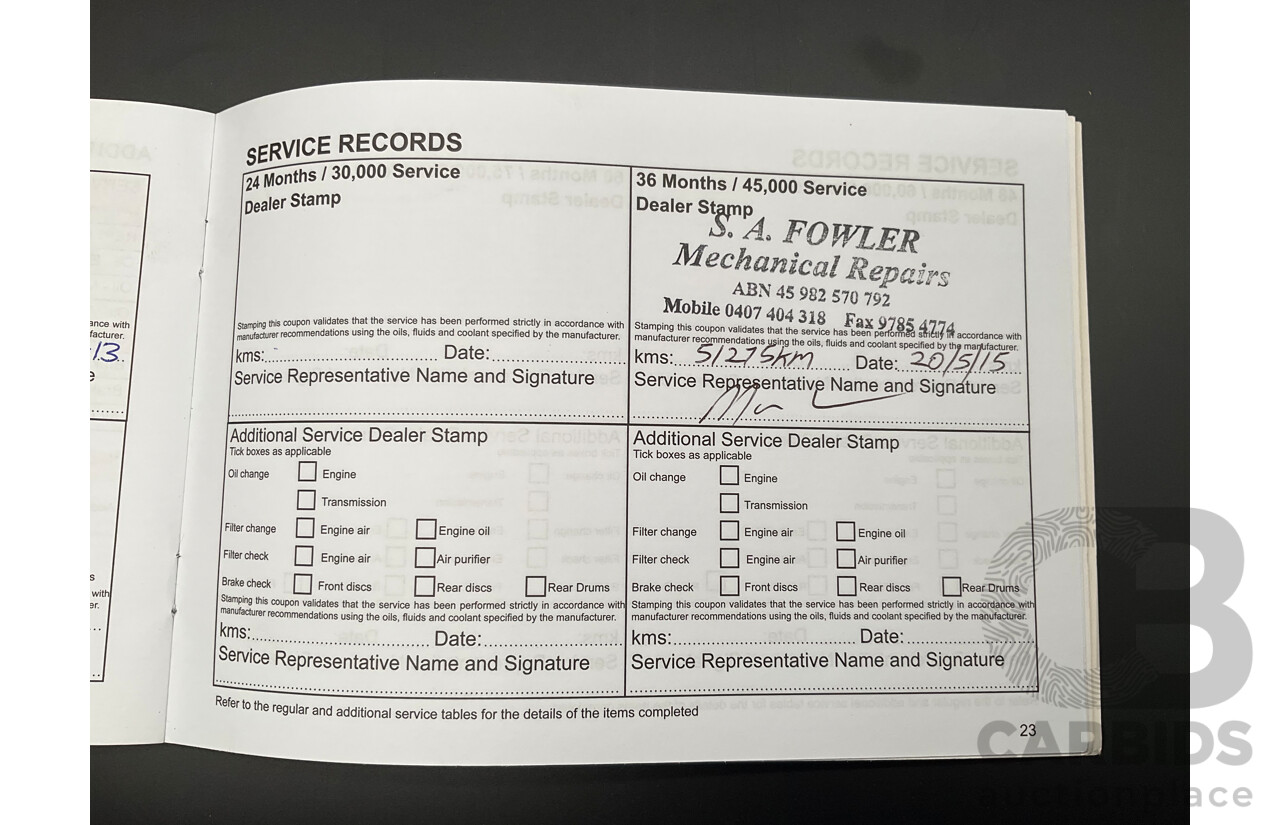 SERVICE RECORDS
24 Months / 30,000 Service
Dealer Stamp
Stamping this coupon validates that the service has been performed strictly in accordance with
manufacturer recommendations using the oils, fluids and coolant specified by the manufacturer.
kms: Date:
Service Representative Name and Signature
36 Months / 45,000 Service
Dealer Stamp
S. A. FOWLER
Mechanical Repairs
ABN 45 982 570 792
Mobile 0407 404 318 Fax 9785 4774
Stamping this coupon validates that the service has been performed strictly in accordance with
manufacturer recommendations using the oils, fluids and coolant specified by the manufacturer.
kms: 51275km Date: 20/5/15
Service Representative Name and Signature
Additional Service Dealer Stamp
Tick boxes as applicable
Oil change Engine
Transmission
Filter change Engine air Engine oil
Filter check Engine air Air purifier
Brake check Front discs Rear discs Rear Drums
Stamping this coupon validates that the service has been performed strictly in accordance with
manufacturer recommendations using the oils, fluids and coolant specified by the manufacturer.
kms: Date:
Service Representative Name and Signature
Additional Service Dealer Stamp
Tick boxes as applicable
Oil change Engine
Transmission
Filter change Engine air Engine oil
Filter check Engine air Air purifier
Brake check Front discs Rear discs Rear Drums
Stamping this coupon validates that the service has been performed strictly in accordance with
manufacturer recommendations using the oils, fluids and coolant specified by the manufacturer.
kms: Date:
Service Representative Name and Signature
Refer to the regular and additional service tables for the details of the items completed
23
CARBIDS
auctionplace